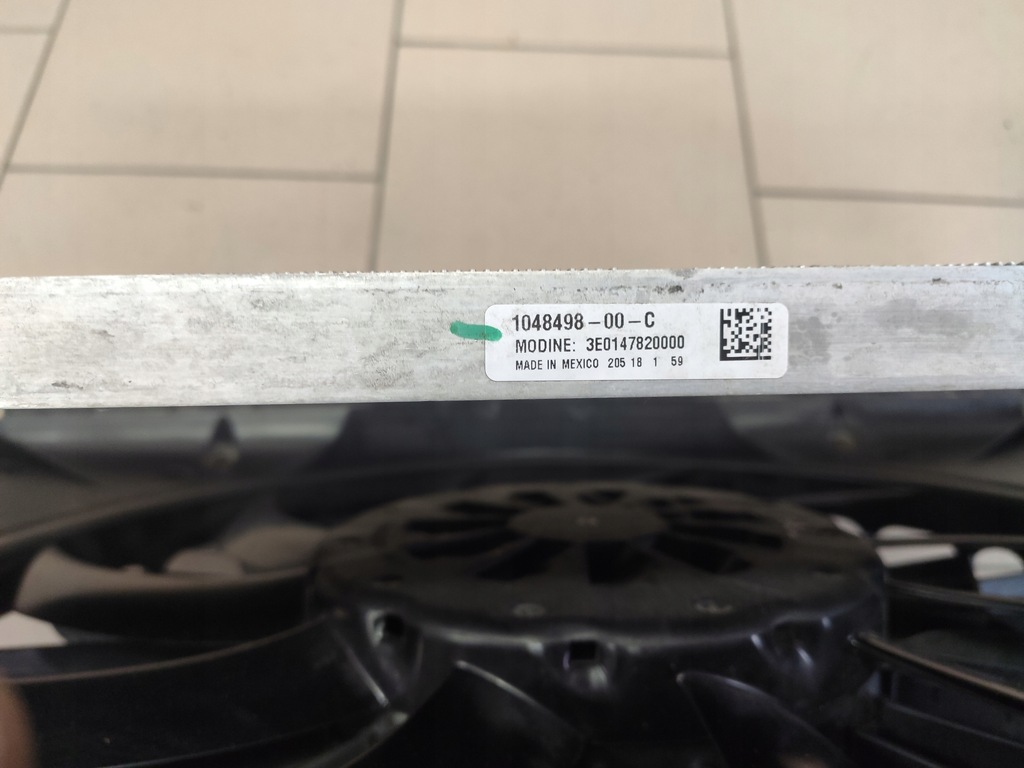 1048498-00-C
MODINE: 3E0147820000
MADE IN MEXICO 205 18 1 59